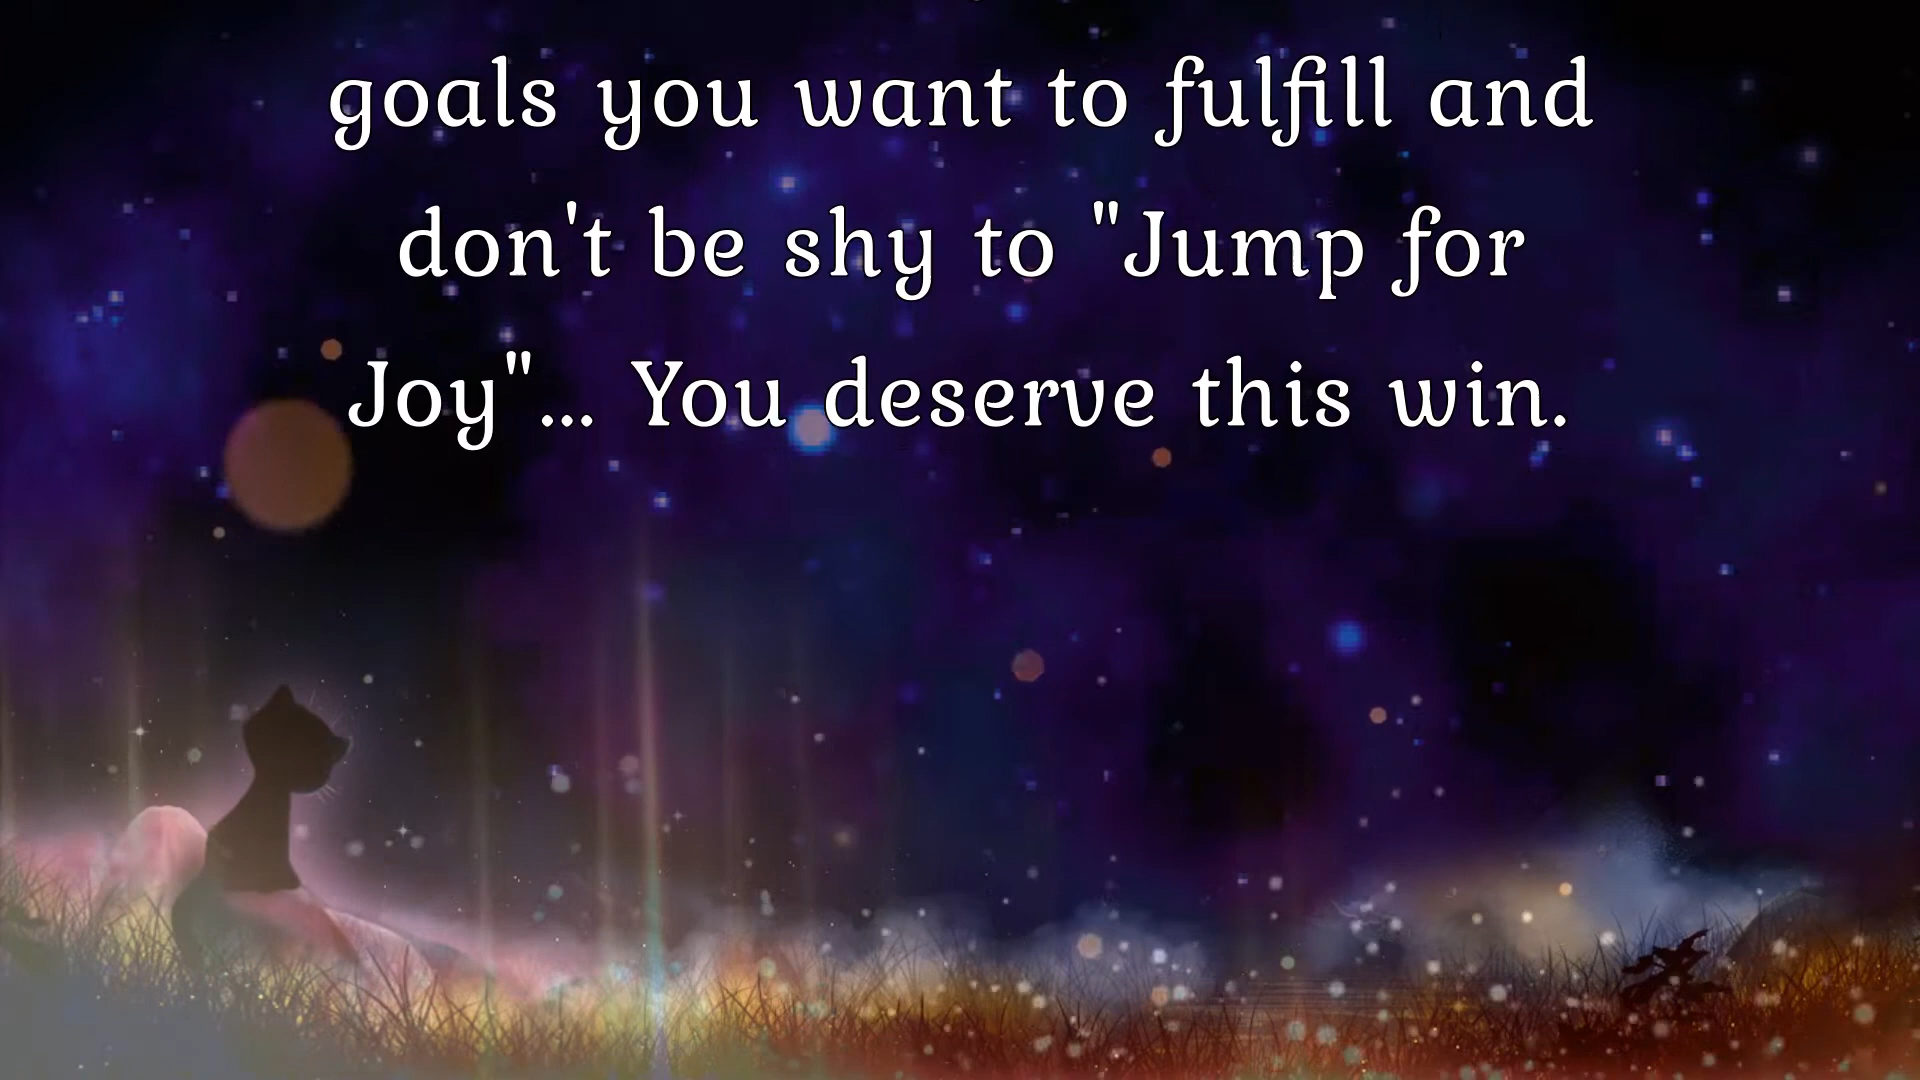 goals you want to fulfill and
don't be shy to "Jump for
Joy"... You deserve this win.